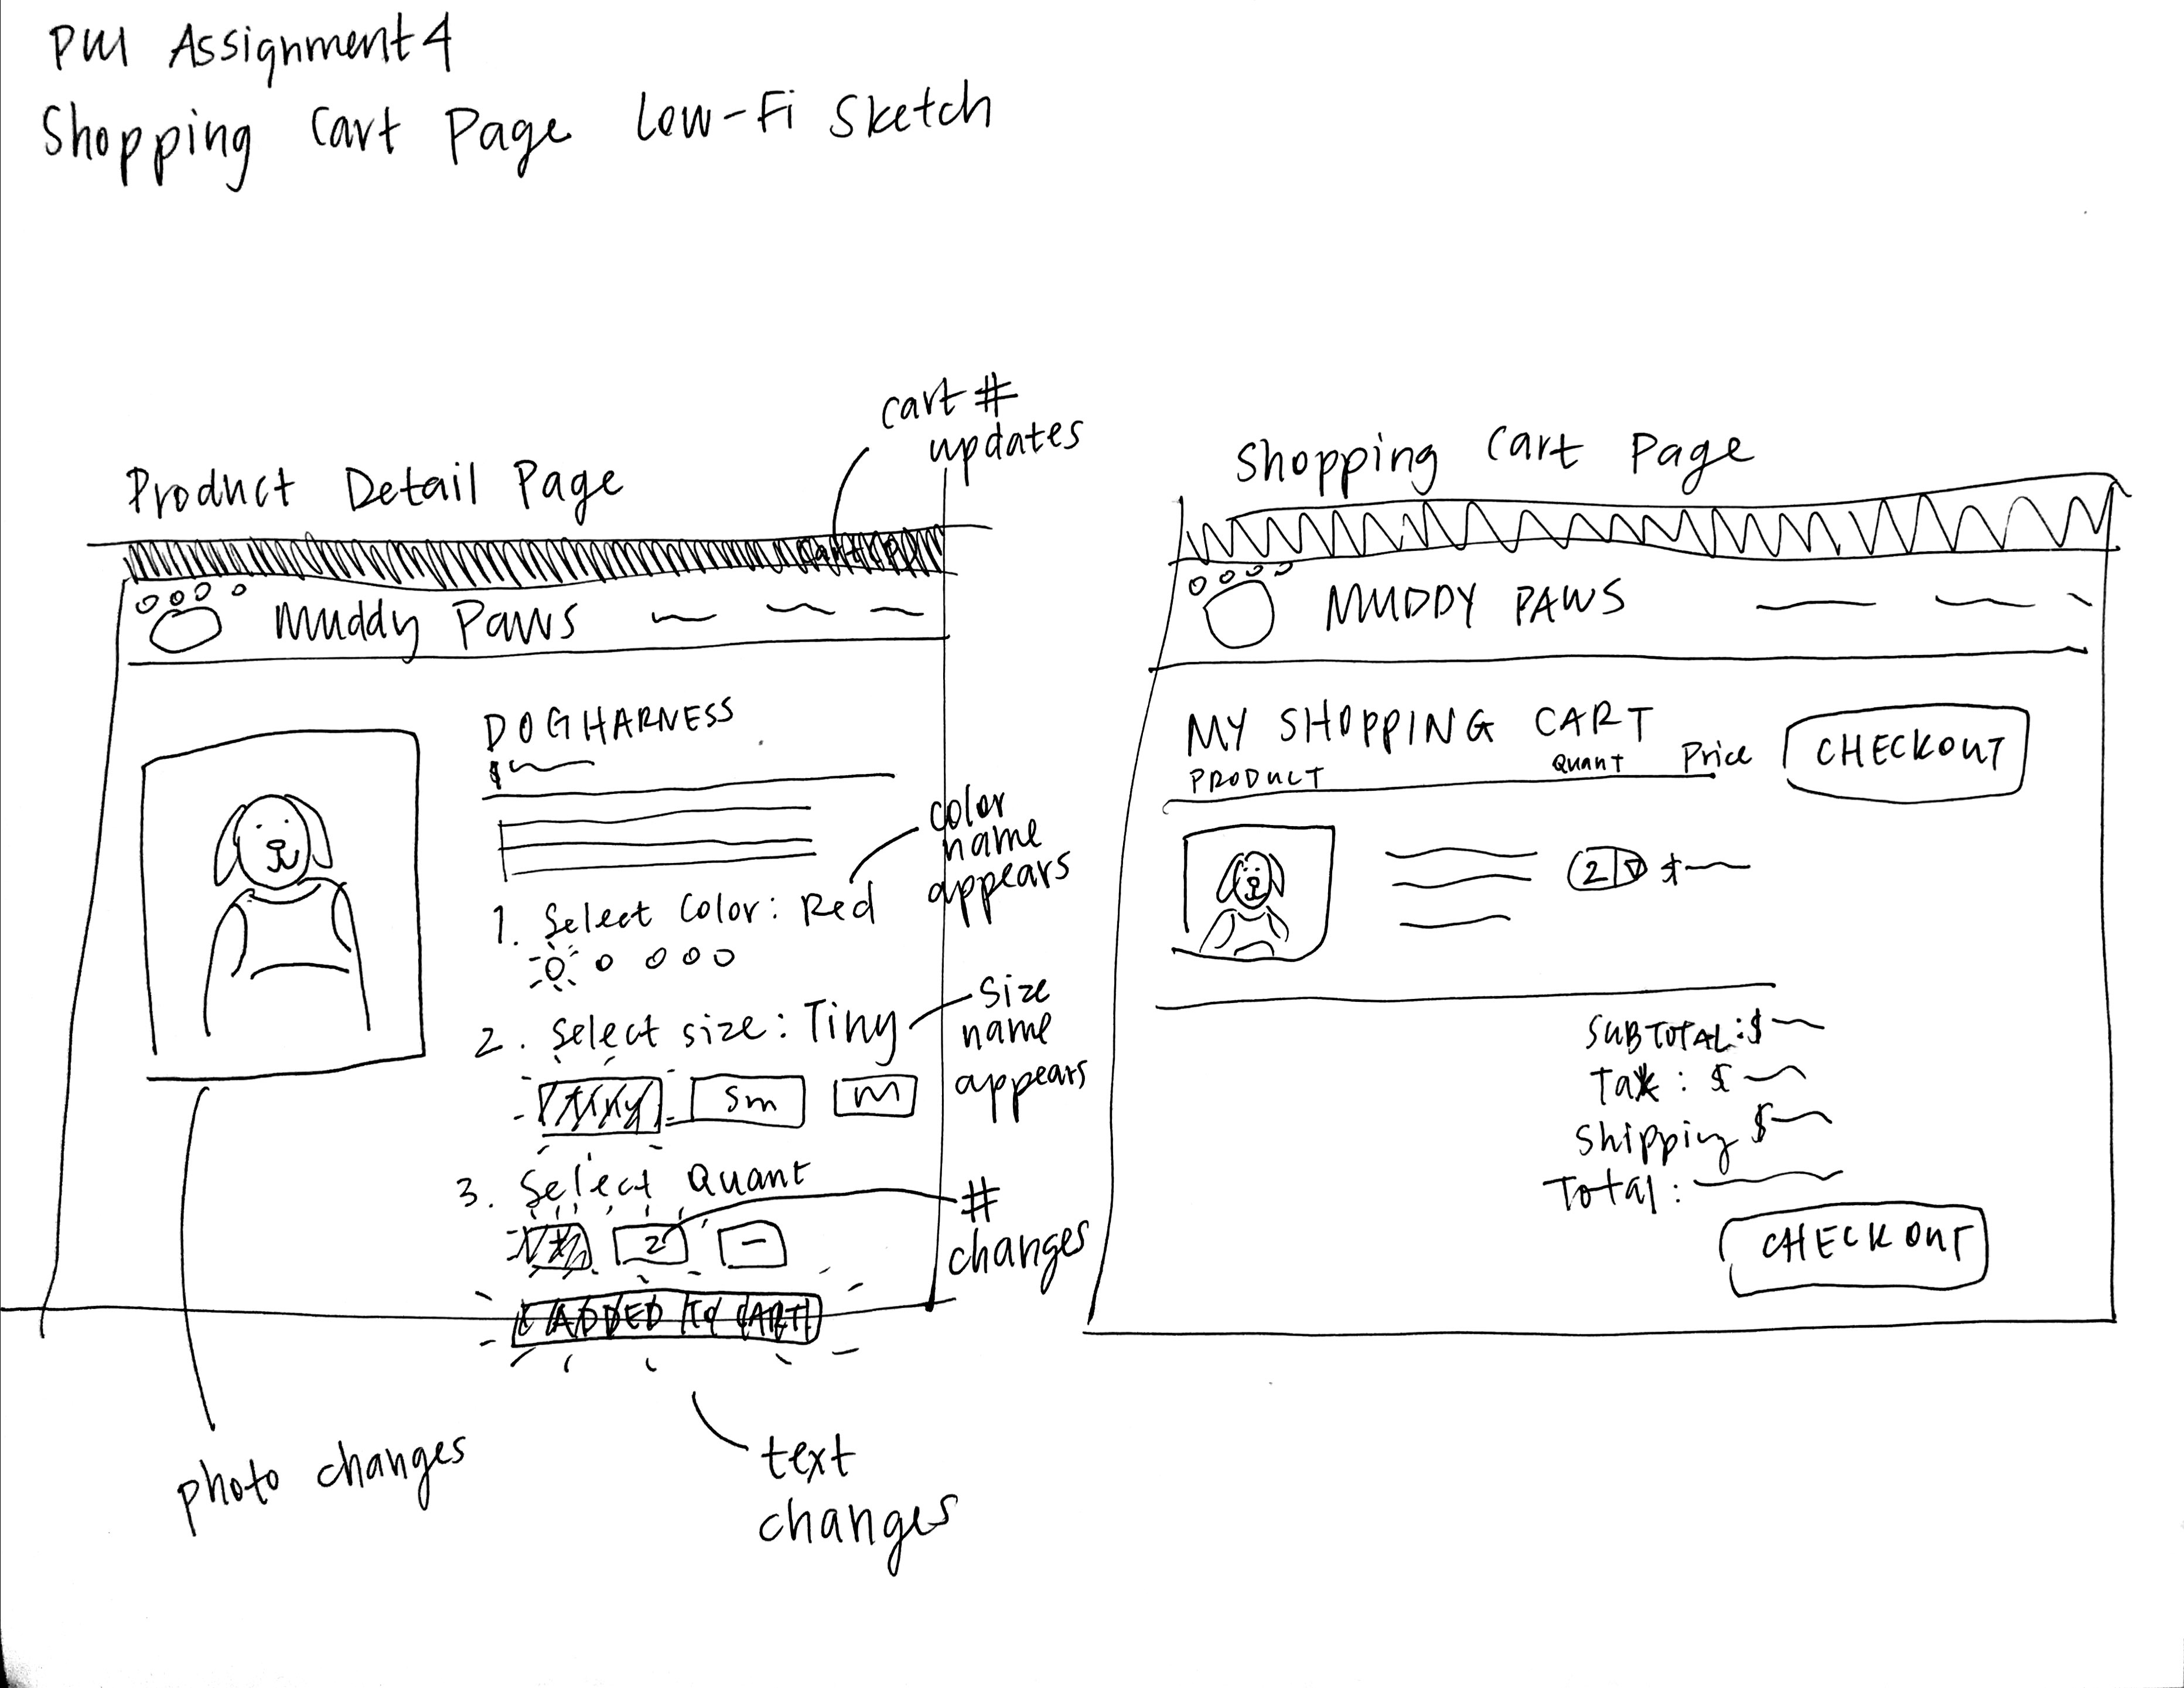 PUI Assignment 4
Shopping Cart Page Low-Fi Sketch
cart #
updates
Product Detail Page
Muddy Paws
DOG HARNESS
$
color
name
appears
1. Select Color: Red
2. Select size: Tiny
size
name
appears
Tiny Sm M
3. Select Quant
#
changes
+ 2 -
ADDED TO CART!
photo changes
text
changes
Shopping Cart Page
MUDDY PAWS
MY SHOPPING CART
CHECKOUT
PRODUCT Quant Price
2 $
SUBTOTAL: $
Tax: $
Shipping $
Total:
CHECKOUT